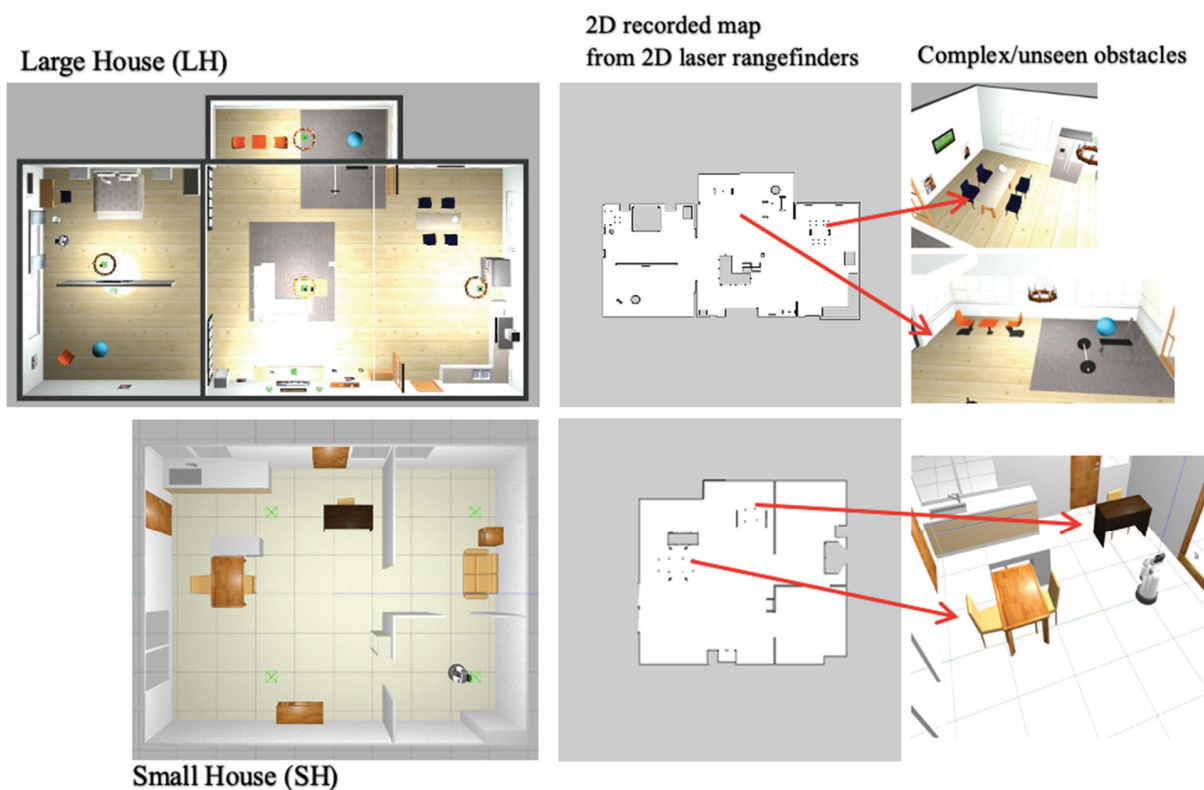 Large House (LH)
2D recorded map
from 2D laser rangefinders
Complex/unseen obstacles
Small House (SH)